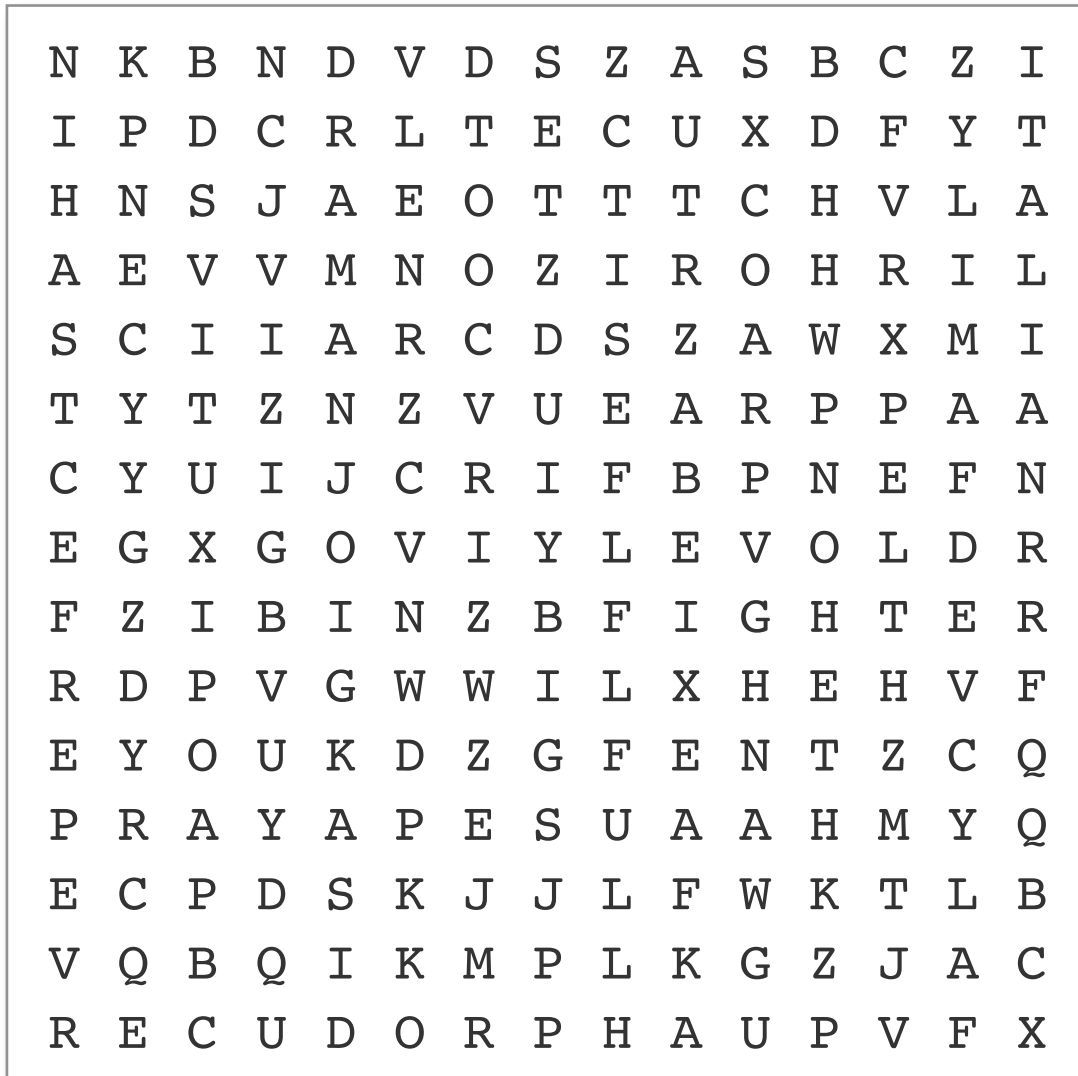 N K B N D V D S Z A S B C Z I
I P D C R L T E C U X D F Y T
H N S J A E O T T T C H V L A
A E V V M N O Z I R O H R I L
S C I I A R C D S Z A W X M I
T Y T Z N Z V U E A R P P A A
C Y U I J C R I F B P N E F N
E G X G O V I Y L E V O L D R
F Z I B I N Z B F I G H T E R
R D P V G W W I L X H E H V F
E Y O U K D Z G F E N T Z C Q
P R A Y A P E S U A A H M Y Q
E C P D S K J J L F W K T L B
V Q B Q I K M P L K G Z J A C
R E C U D O R P H A U P V F X